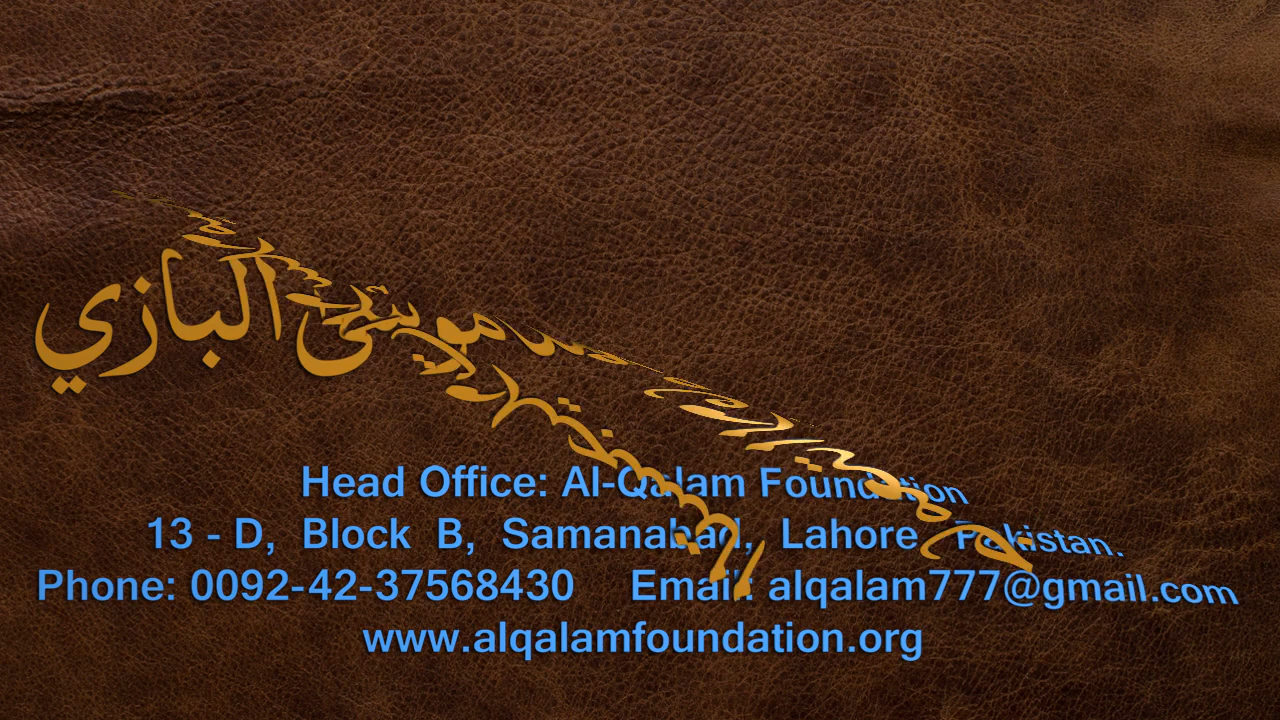 موسى البازي
Head Office: Al-Qalam Foundation
13 - D, Block B, Samanabad, Lahore Pakistan.
Phone: 0092-42-37568430 Email: alqalam777@gmail.com
www.alqalamfoundation.org